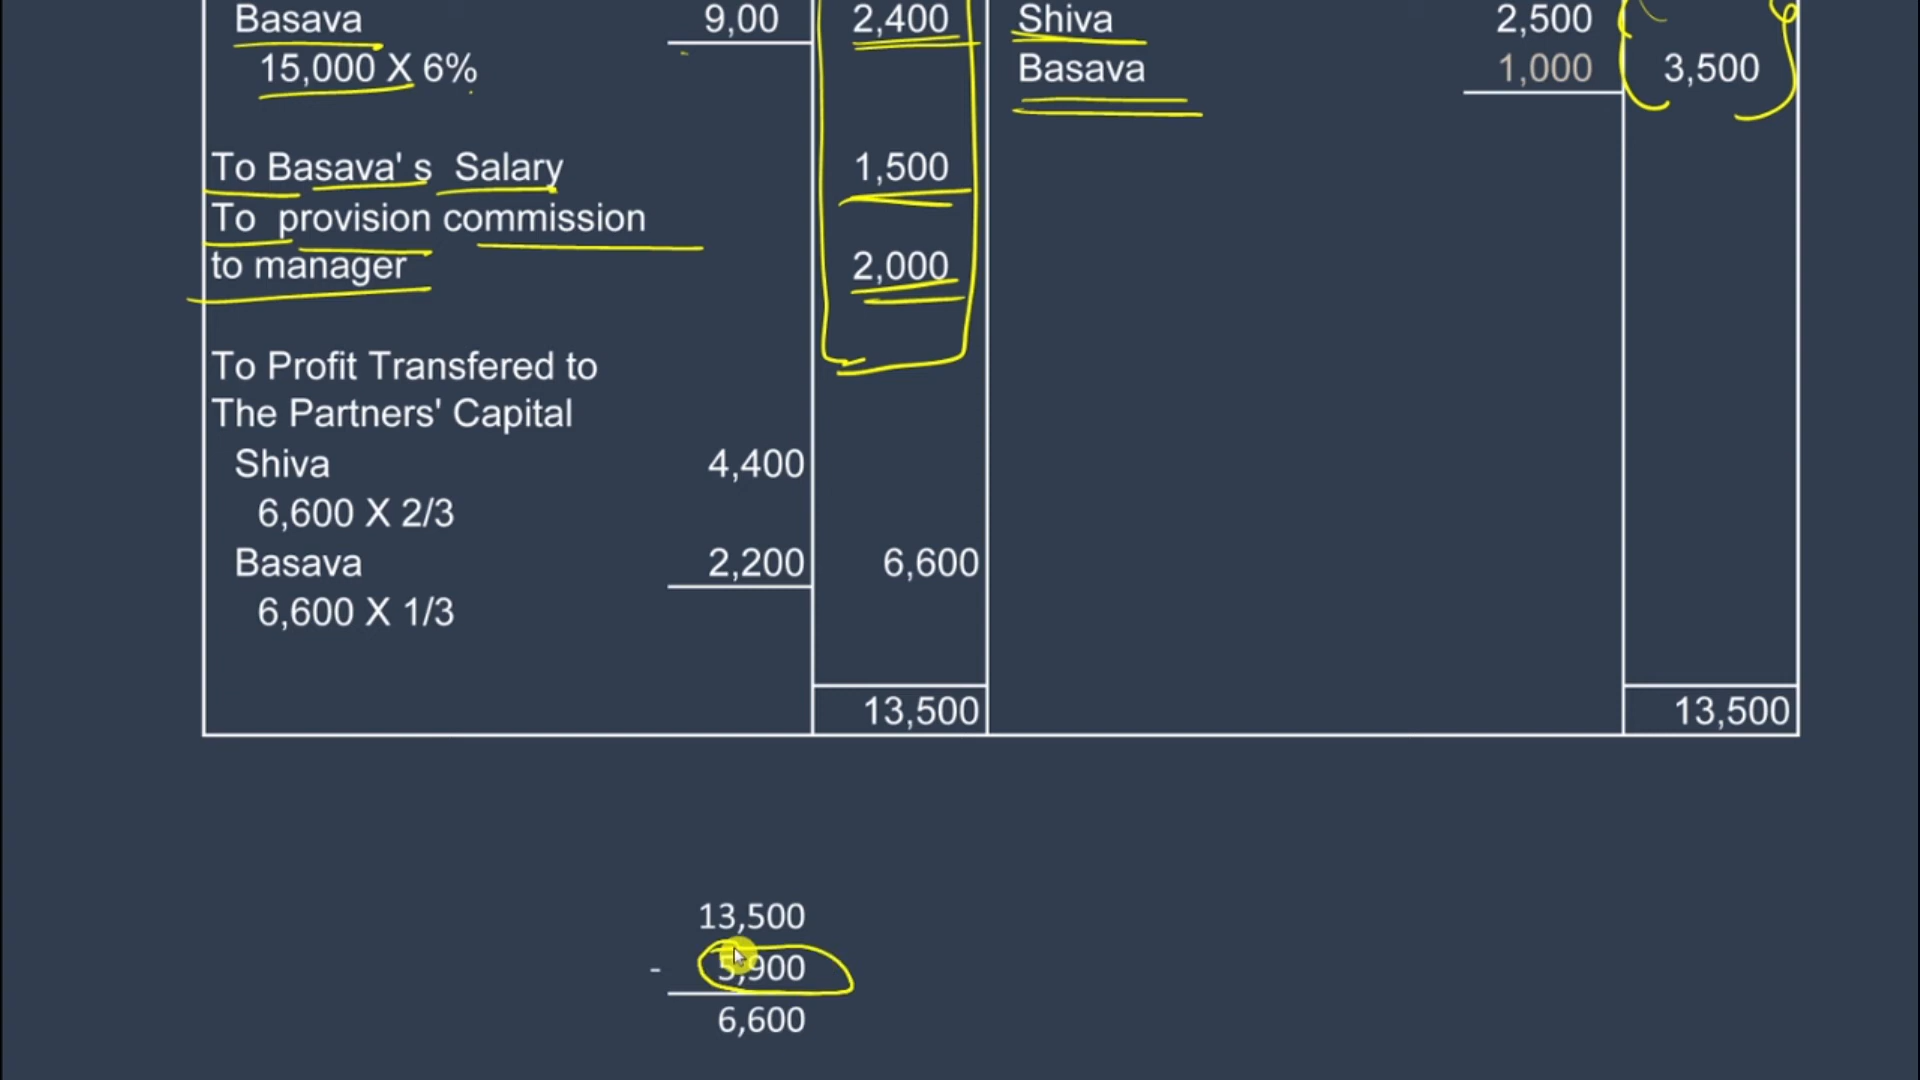 Basava 9,00 2,400 Shiva 2,500
15,000 X 6% Basava 1,000 3,500
To Basava' s Salary 1,500
To provision commission
to manager 2,000
To Profit Transfered to
The Partners' Capital
Shiva 4,400
6,600 X 2/3
Basava 2,200 6,600
6,600 X 1/3
13,500 13,500
13,500
- 5,900
6,600